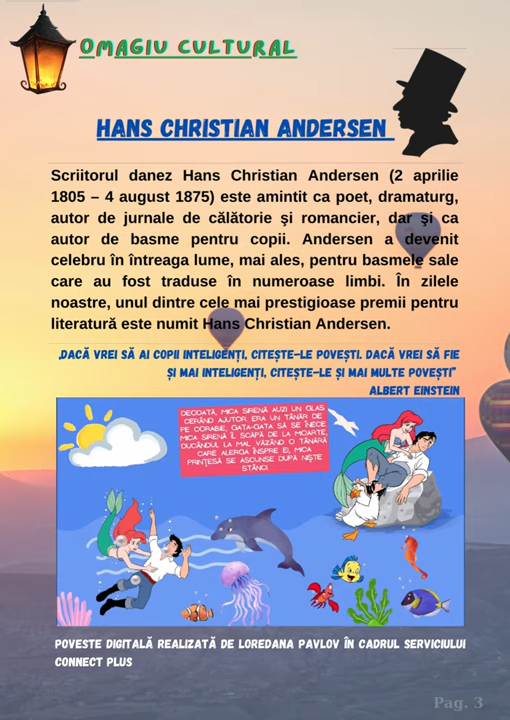 OMAGIU CULTURAL
HANS CHRISTIAN ANDERSEN
Scriitorul danez Hans Christian Andersen (2 aprilie
1805 – 4 august 1875) este amintit ca poet, dramaturg,
autor de jurnale de călătorie şi romancier, dar şi ca
autor de basme pentru copii. Andersen a devenit
celebru în întreaga lume, mai ales, pentru basmele sale
care au fost traduse în numeroase limbi. În zilele
noastre, unul dintre cele mai prestigioase premii pentru
literatură este numit Hans Christian Andersen.
„DACĂ VREI SĂ AI COPII INTELIGENȚI, CITEȘTE-LE POVEȘTI. DACĂ VREI SĂ FIE
ȘI MAI INTELIGENȚI, CITEȘTE-LE ȘI MAI MULTE POVEȘTI”
ALBERT EINSTEIN
DEODATĂ, MICA SIRENĂ AUZI UN GLAS
CERÂND AJUTOR. ERA UN TÂNĂR DE
PE CORABIE, GATA-GATA SĂ SE ÎNECE.
MICA SIRENĂ ÎL SCĂPĂ DE LA MOARTE,
DUCÂNDUL LA MAL. VĂZÂND O TÂNĂRĂ
CARE ALERGA ÎNSPRE EI, MICA
PRINȚESĂ SE ASCUNSE DUPĂ NIȘTE
STÂNCI.
POVESTE DIGITALĂ REALIZATĂ DE LOREDANA PAVLOV ÎN CADRUL SERVICIULUI
CONNECT PLUS
Pag. 3